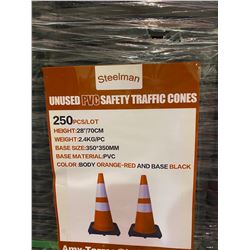 Steelman
UNUSED PVC SAFETY TRAFFIC CONES
250PCS/LOT
HEIGHT:28"/70CM
WEIGHT:2.4KG/PC
BASE SIZE:350*350MM
BASE MATERIAL:PVC
COLOR:BODY ORANGE-RED AND BASE BLACK